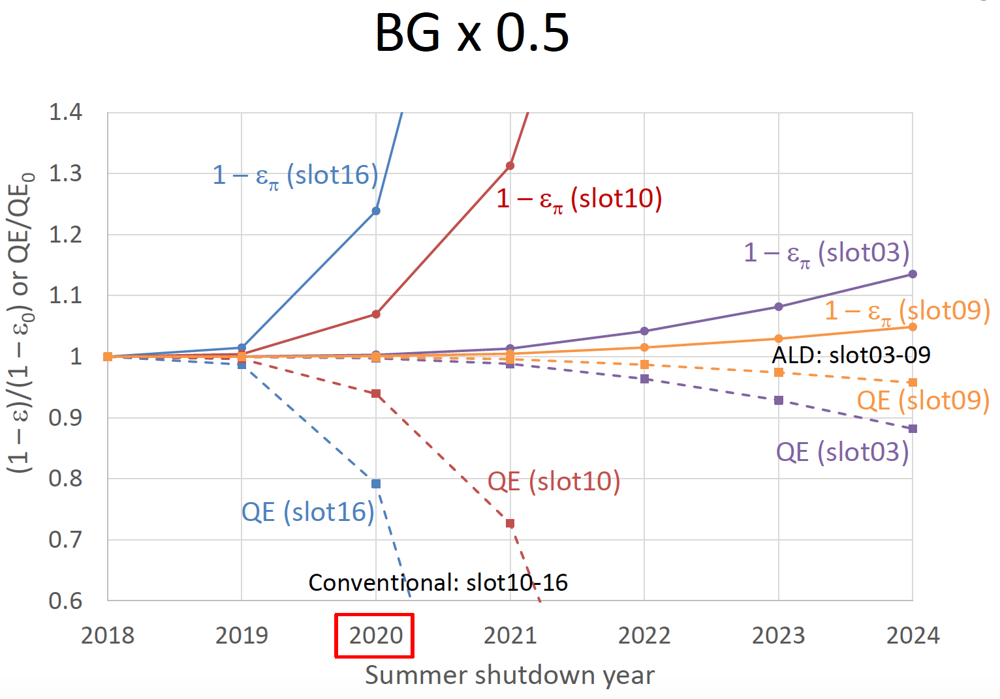 BG x 0.5
1.4
1.3
1.2
1.1
1
0.9
0.8
0.7
0.6
(1 – ε)/(1 – ε₀) or QE/QE₀
1 – επ (slot16)
1 – επ (slot10)
1 – επ (slot03)
1 – επ (slot09)
ALD: slot03-09
QE (slot09)
QE (slot03)
QE (slot10)
QE (slot16)
Conventional: slot10-16
2018 2019 2020 2021 2022 2023 2024
Summer shutdown year